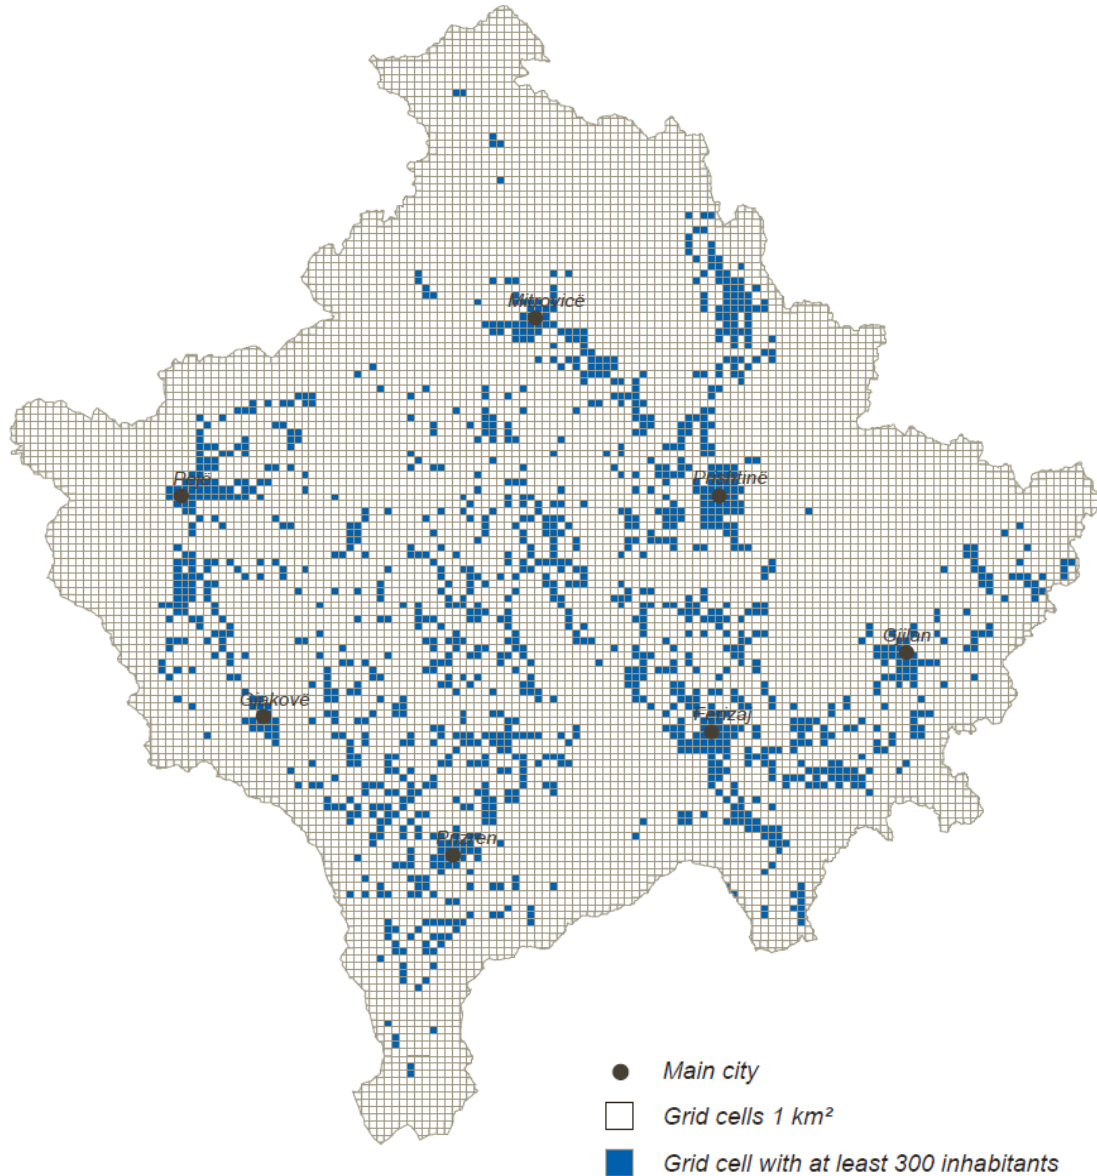 Mitrovicë
Pejë
Prishtinë
Gjilan
Gjakovë
Ferizaj
Prizren
Main city
Grid cells 1 km²
Grid cell with at least 300 inhabitants